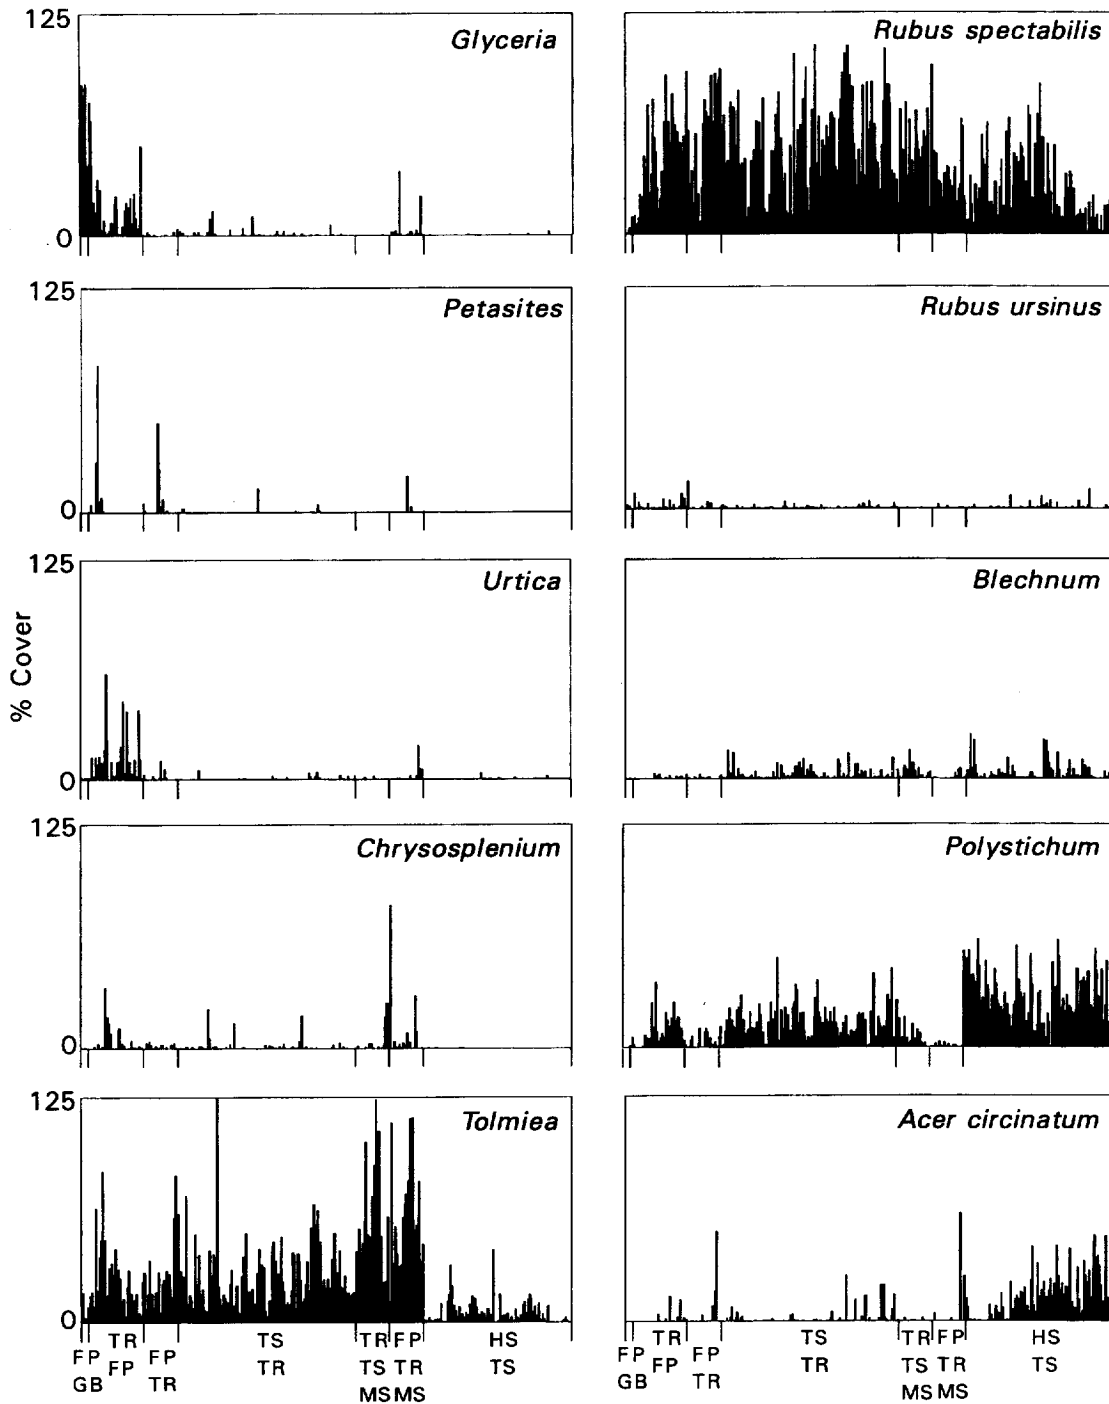 125
Glyceria
0
Rubus spectabilis
125
Petasites
0
Rubus ursinus
% Cover
125
Urtica
0
Blechnum
125
Chrysosplenium
0
Polystichum
125
Tolmiea
0
Acer circinatum
FP
GB
TR
FP
FP
TR
TS
TR
TR
TS
MS
FP
TR
MS
HS
TS
FP
GB
TR
FP
FP
TR
TS
TR
TR
TS
MS
FP
TR
MS
HS
TS